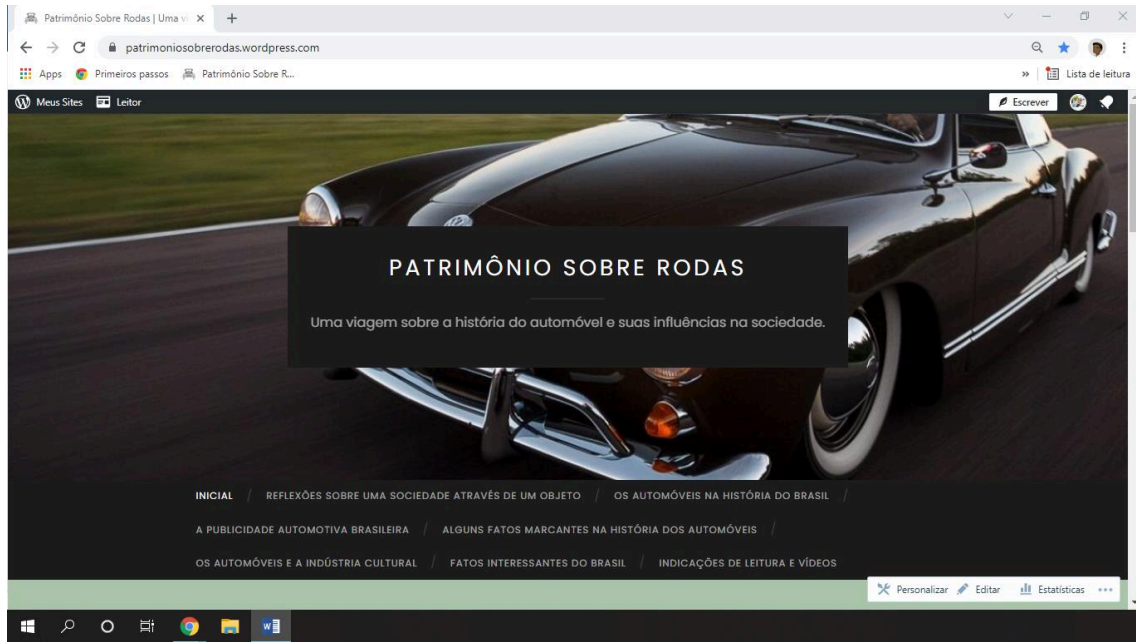 Patrimônio Sobre Rodas | Uma vi
patrimoniosobrerodas.wordpress.com
Apps Primeiros passos Patrimônio Sobre R... » Lista de leitura
Meus Sites Leitor Escrever
PATRIMÔNIO SOBRE RODAS
Uma viagem sobre a história do automóvel e suas influências na sociedade.
INICIAL / REFLEXÕES SOBRE UMA SOCIEDADE ATRAVÉS DE UM OBJETO / OS AUTOMÓVEIS NA HISTÓRIA DO BRASIL /
A PUBLICIDADE AUTOMOTIVA BRASILEIRA / ALGUNS FATOS MARCANTES NA HISTÓRIA DOS AUTOMÓVEIS /
OS AUTOMÓVEIS E A INDÚSTRIA CULTURAL / FATOS INTERESSANTES DO BRASIL / INDICAÇÕES DE LEITURA E VÍDEOS
Personalizar Editar Estatísticas